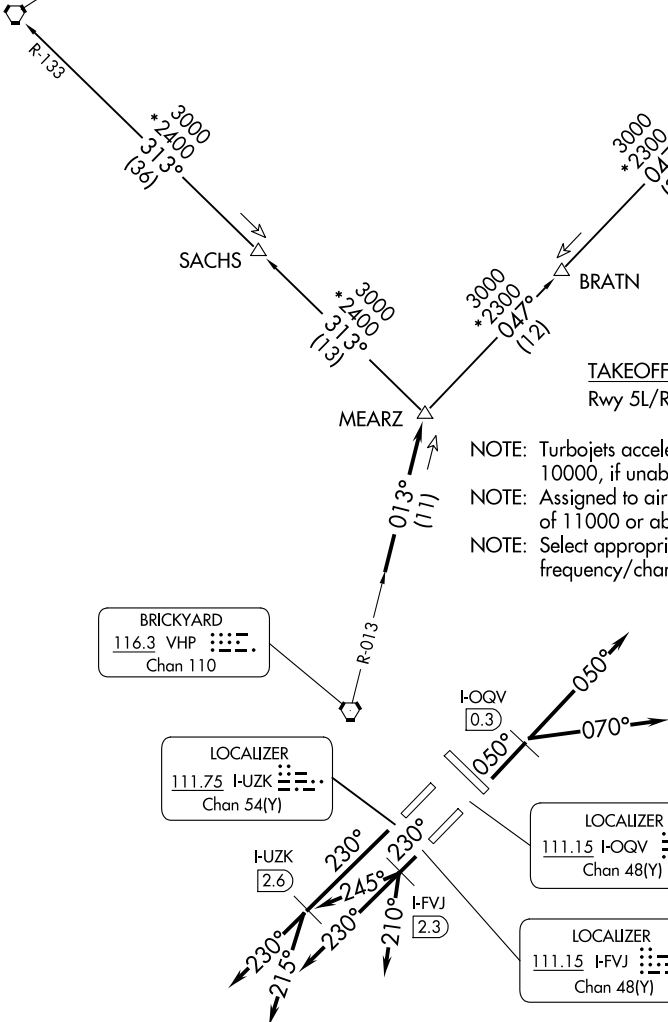 R-133
3000
*2400
313°
(36)
SACHS
3000
*2400
313°
(13)
3000
*2300
04
BRATN
3000
*2300
047°
(12)
MEARZ
TAKEOFF
Rwy 5L/R
NOTE: Turbojets accele
10000, if unab
NOTE: Assigned to air
of 11000 or ab
NOTE: Select appropri
frequency/char
013°
(11)
R-013
BRICKYARD
116.3 VHP
Chan 110
I-OQV
0.3
050°
050°
070°
LOCALIZER
111.75 I-UZK
Chan 54(Y)
LOCALIZER
111.15 I-OQV
Chan 48(Y)
I-UZK
2.6
230°
230°
245°
I-FVJ
2.3
230°
215°
230°
210°
LOCALIZER
111.15 I-FVJ
Chan 48(Y)